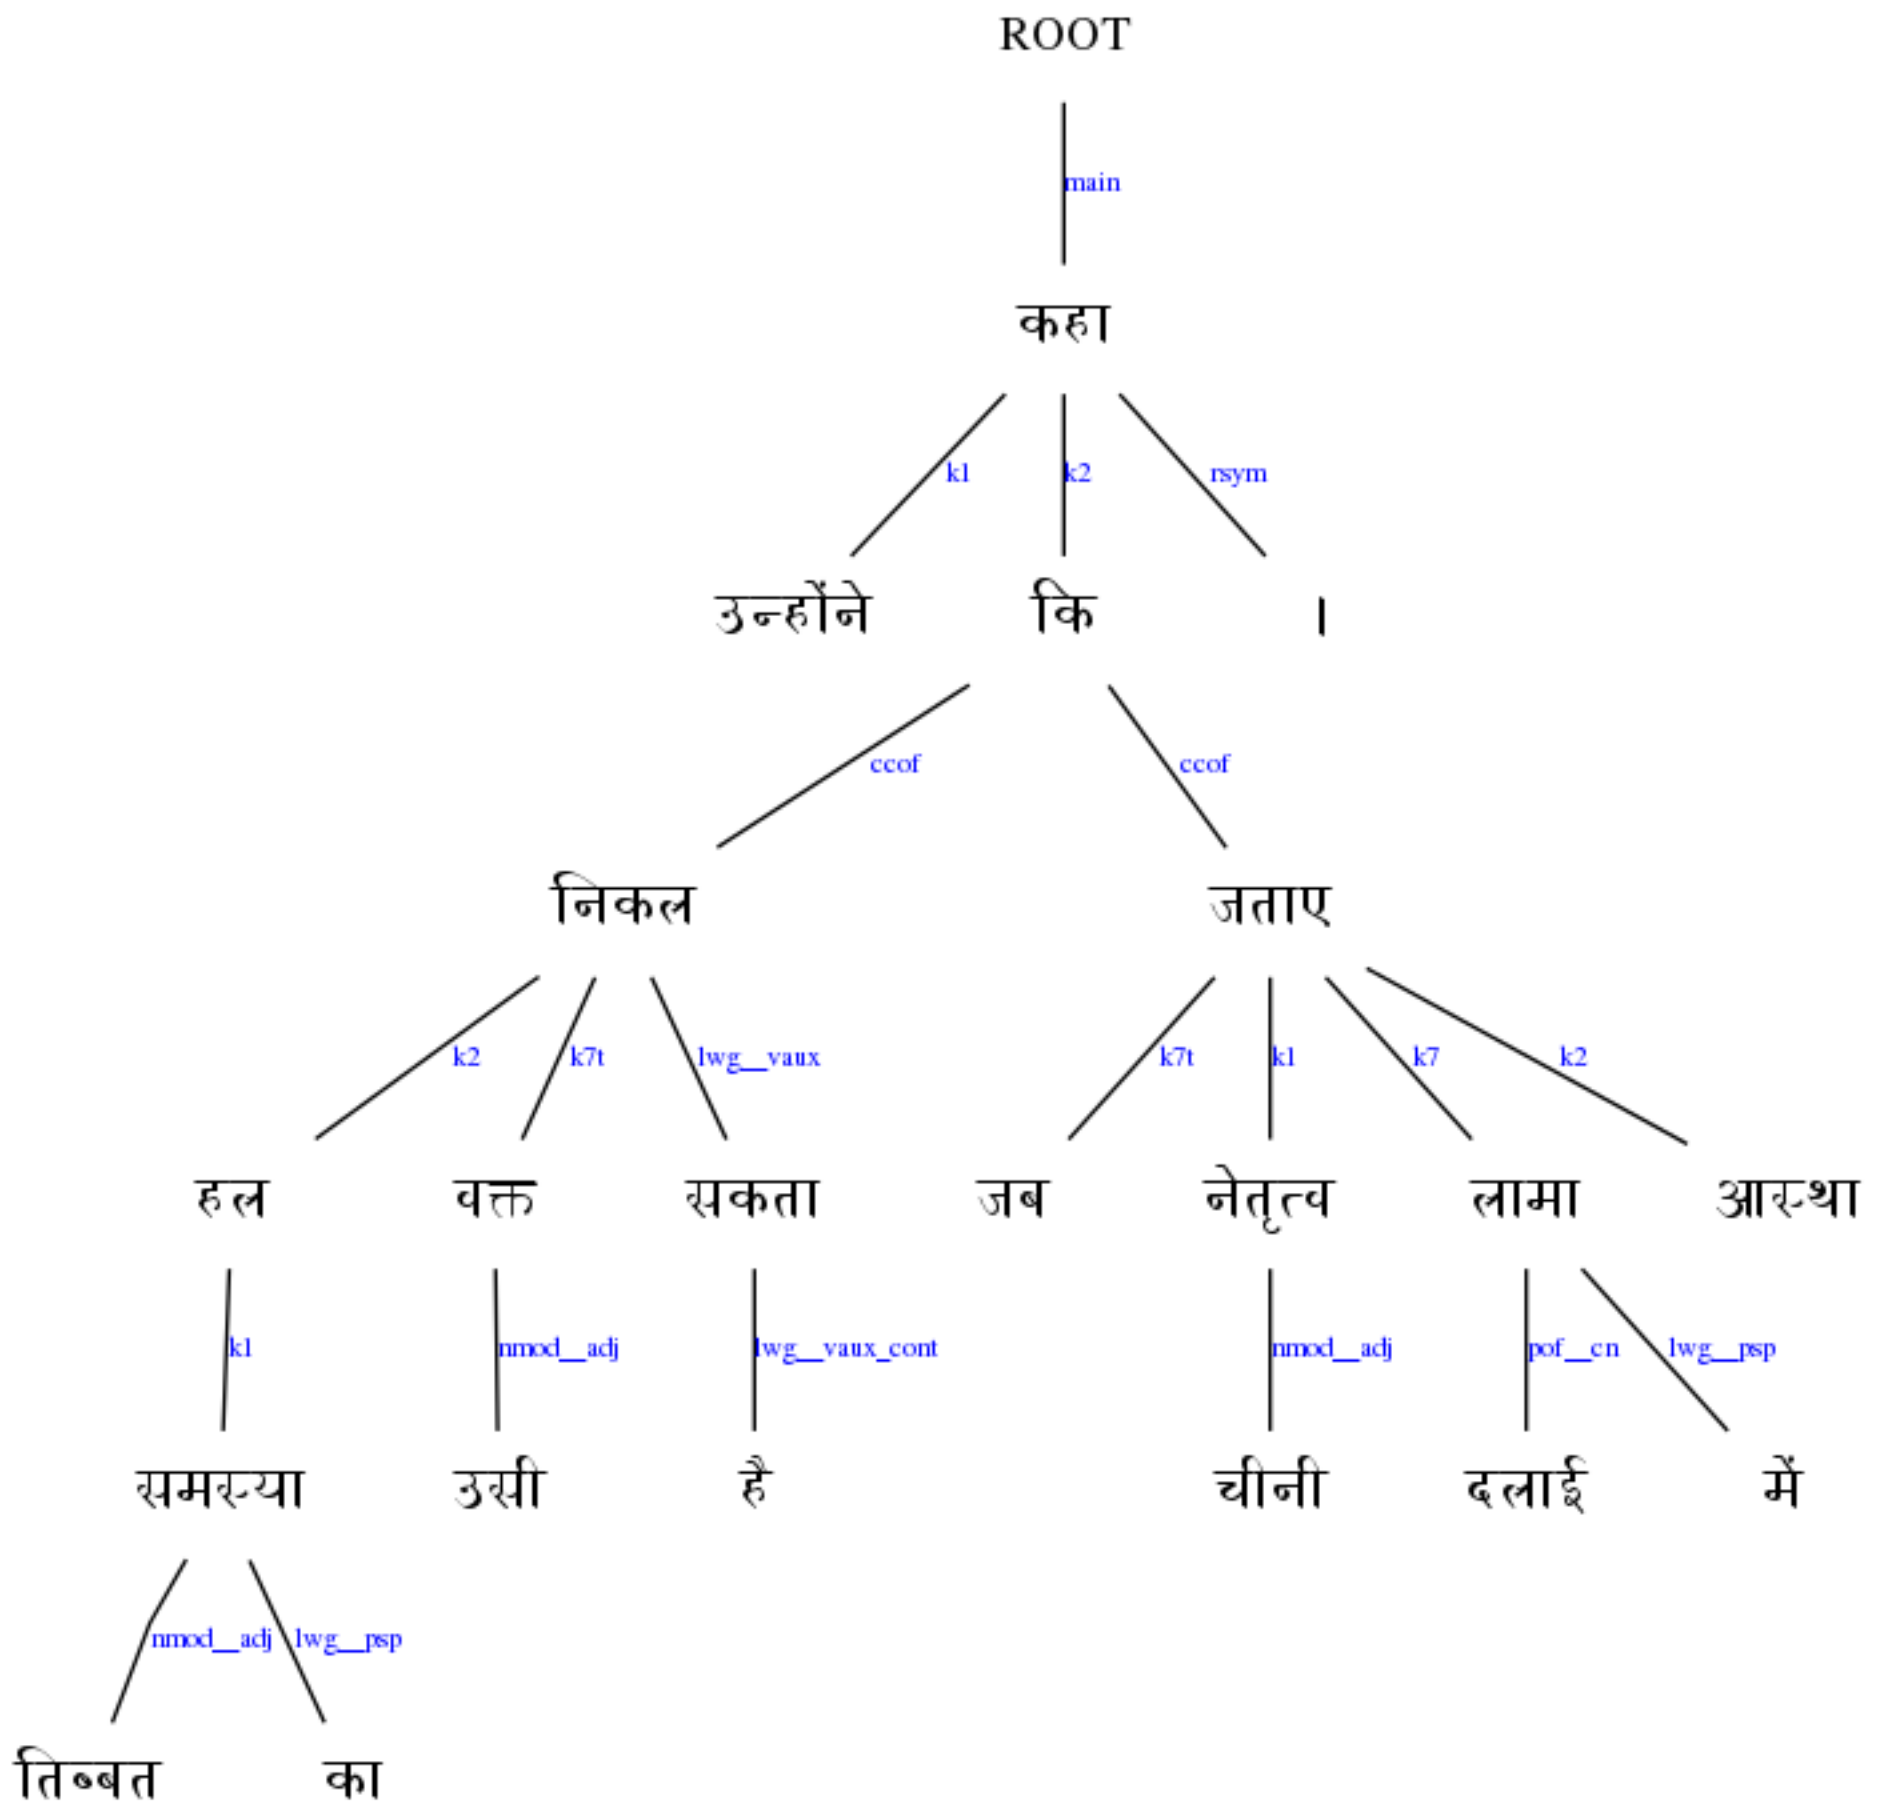 ROOT
main
कहा
k1 k2 rsym
उन्होंने कि ।
ccof ccof
निकल जताए
k2 k7t lwg__vaux k7t k1 k7 k2
हल वक्त सकता जब नेतृत्व लामा आस्था
k1 nmod__adj lwg__vaux_cont nmod__adj pof__cn lwg__psp
समस्या उसी है चीनी दलाई में
nmod__adj lwg__psp
तिब्बत का